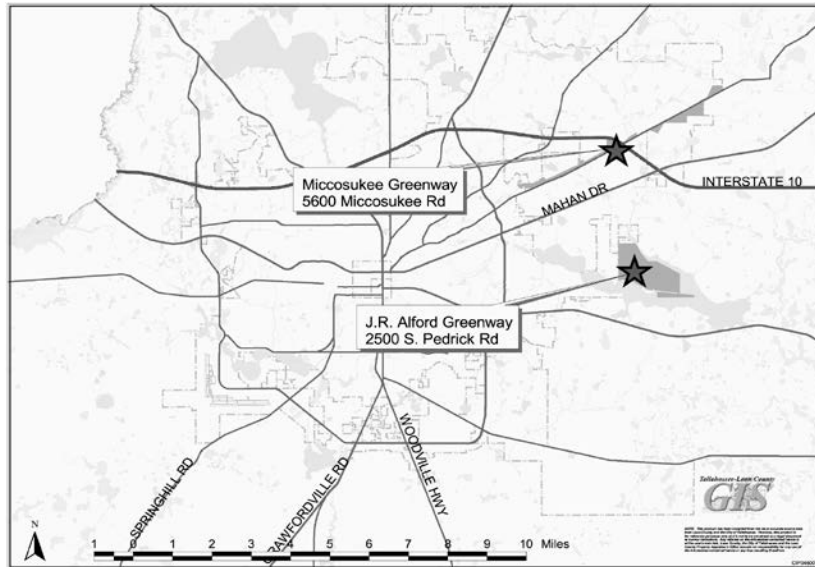 Miccosukee Greenway
5600 Miccosukee Rd
INTERSTATE 10
MAHAN DR
J.R. Alford Greenway
2500 S. Pedrick Rd
SPRINGHILL RD
CRAWFORDVILLE RD
WOODVILLE HWY
Tallahassee-Leon County
GIS
N
1 0 1 2 3 4 5 6 7 8 9 10 Miles